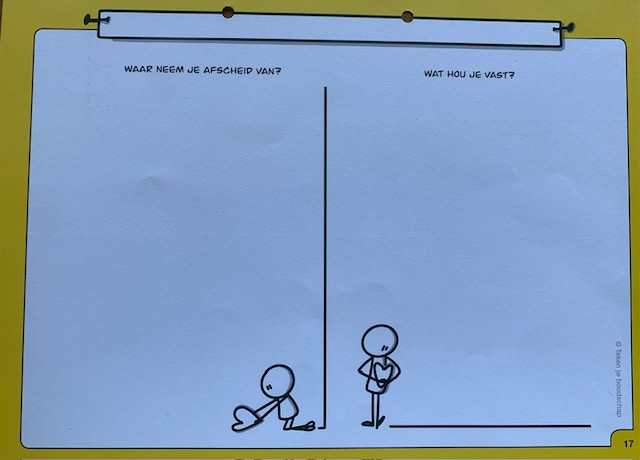 WAAR NEEM JE AFSCHEID VAN?
WAT HOU JE VAST?
© Teken je boodschap
17